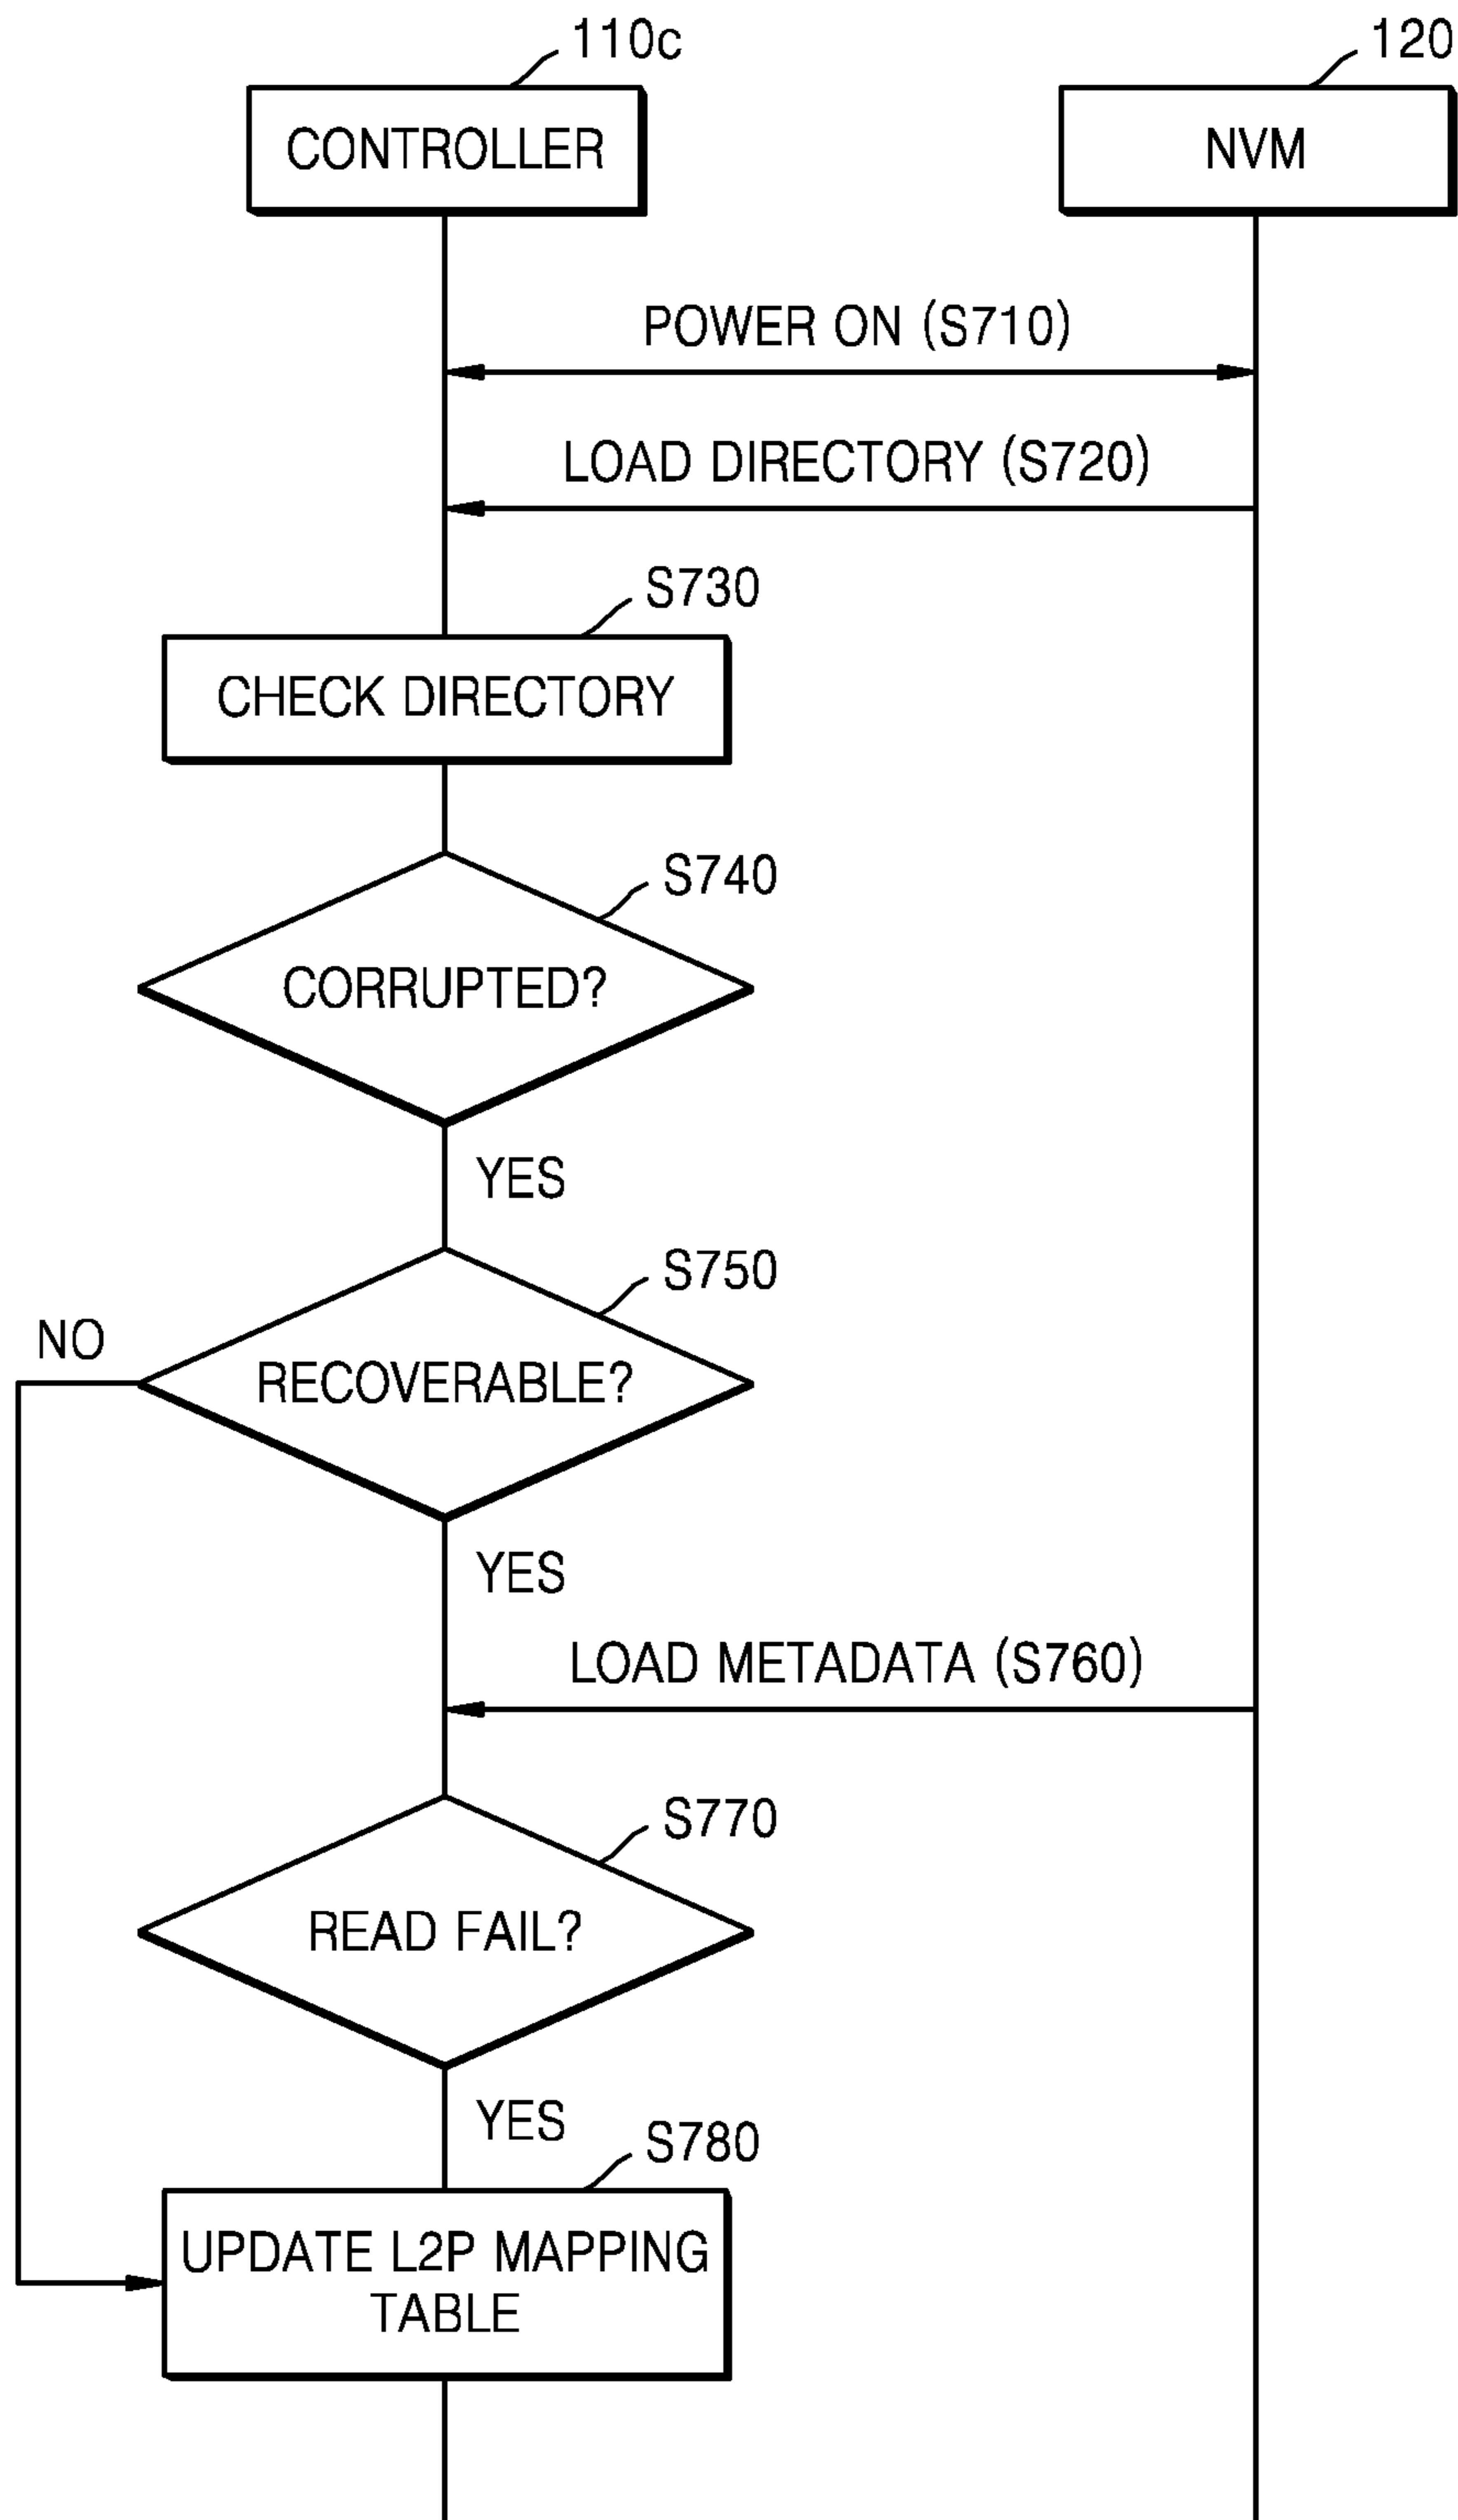 110c
120
CONTROLLER
NVM
POWER ON (S710)
LOAD DIRECTORY (S720)
S730
CHECK DIRECTORY
S740
CORRUPTED?
YES
S750
NO
RECOVERABLE?
YES
LOAD METADATA (S760)
S770
READ FAIL?
YES
S780
UPDATE L2P MAPPING
TABLE